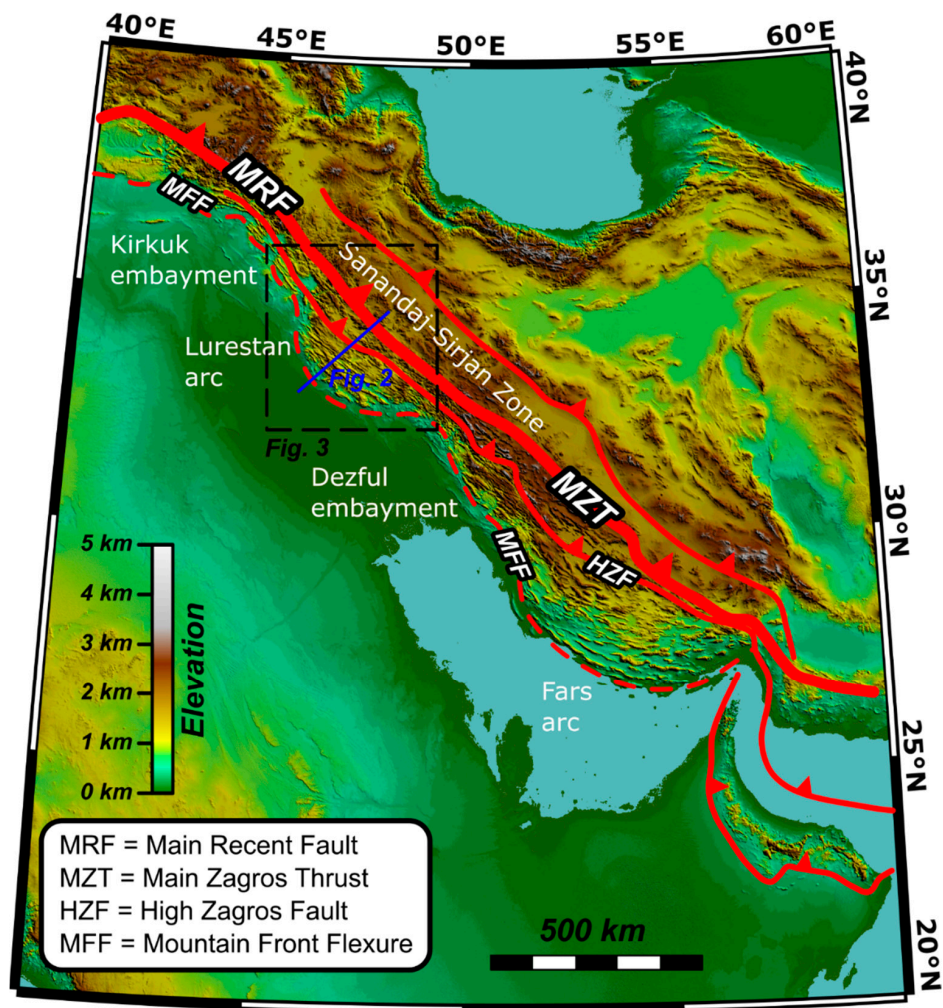 40°E
45°E
50°E
55°E
60°E
40°N
MRF
MFF
Kirkuk
embayment
35°N
Sanandaj-Sirjan Zone
Lurestan
arc
Fig. 2
Fig. 3
Dezful
embayment
MZT
30°N
MFF
HZF
5 km
4 km
3 km
2 km
1 km
0 km
Elevation
Fars
arc
25°N
MRF = Main Recent Fault
MZT = Main Zagros Thrust
HZF = High Zagros Fault
MFF = Mountain Front Flexure
500 km
20°N